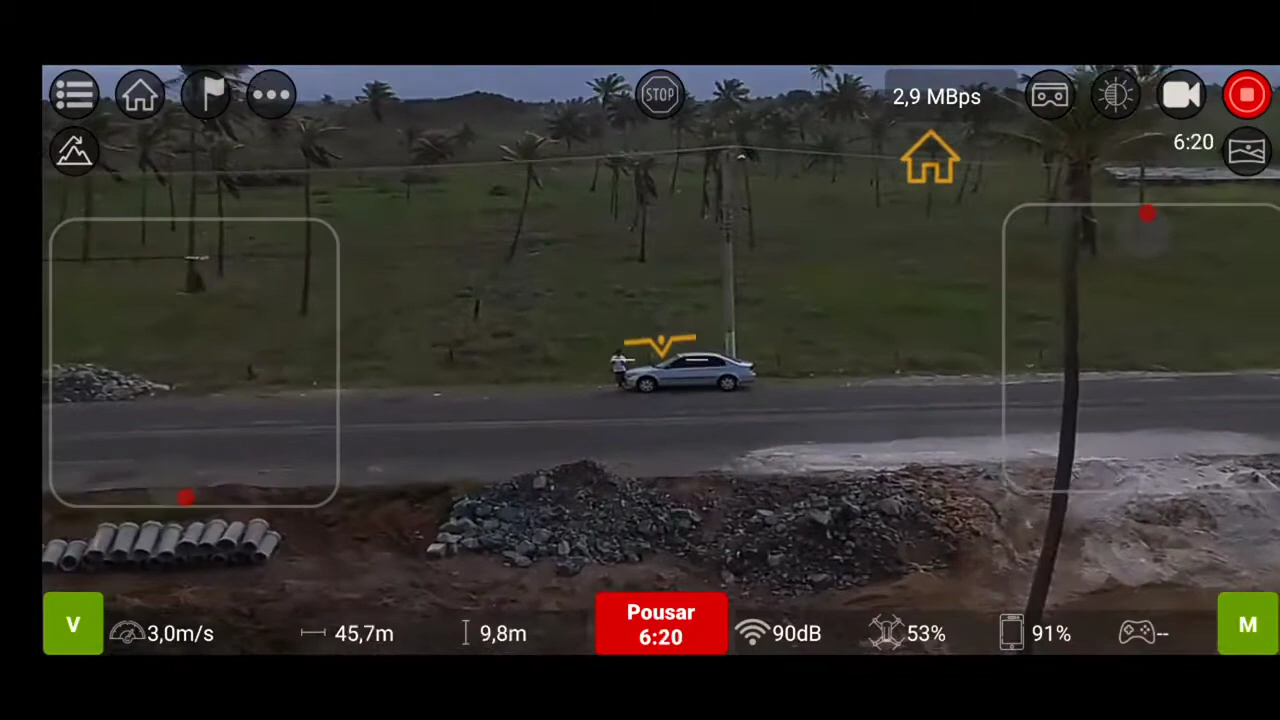 STOP
2,9 MBps
6:20
V
3,0m/s
45,7m
9,8m
Pousar
6:20
90dB
53%
91%
--
M